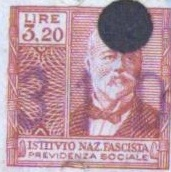 LIRE
3.20
ISTITVTO NAZ. FASCISTA
PREVIDENZA SOCIALE